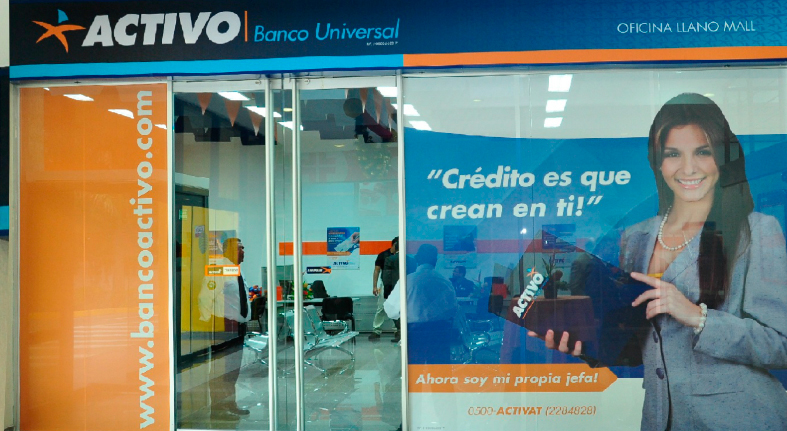 ACTIVO Banco Universal
OFICINA LLANO MALL
www.bancoactivo.com
"Crédito es que
crean en ti!"
ACTIVO
Ahora soy mi propia jefa!
0500-ACTIVAT (2284828)